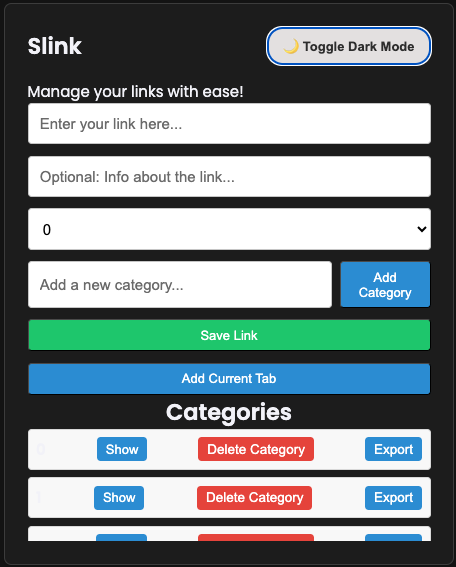 Slink
🌙 Toggle Dark Mode
Manage your links with ease!
Enter your link here...
Optional: Info about the link...
0
Add a new category...
Add
Category
Save Link
Add Current Tab
Categories
0 Show Delete Category Export
1 Show Delete Category Export